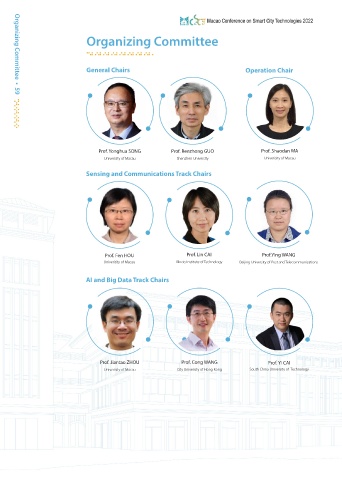 Macao Conference on Smart City Technologies 2022
Organizing Committee • 59
Organizing Committee
General Chairs
Operation Chair
Prof. Yonghua SONG
University of Macau
Prof. Renzhong GUO
Shenzhen University
Prof. Shaodan MA
University of Macau
Sensing and Communications Track Chairs
Prof. Fen HOU
University of Macau
Prof. Lin CAI
Illinois Institute of Technology
Prof. Ying WANG
Beijing University of Post and Telecommunications
AI and Big Data Track Chairs
Prof. Jiantao ZHOU
University of Macau
Prof. Cong WANG
City University of Hong Kong
Prof. Yi CAI
South China University of Technology